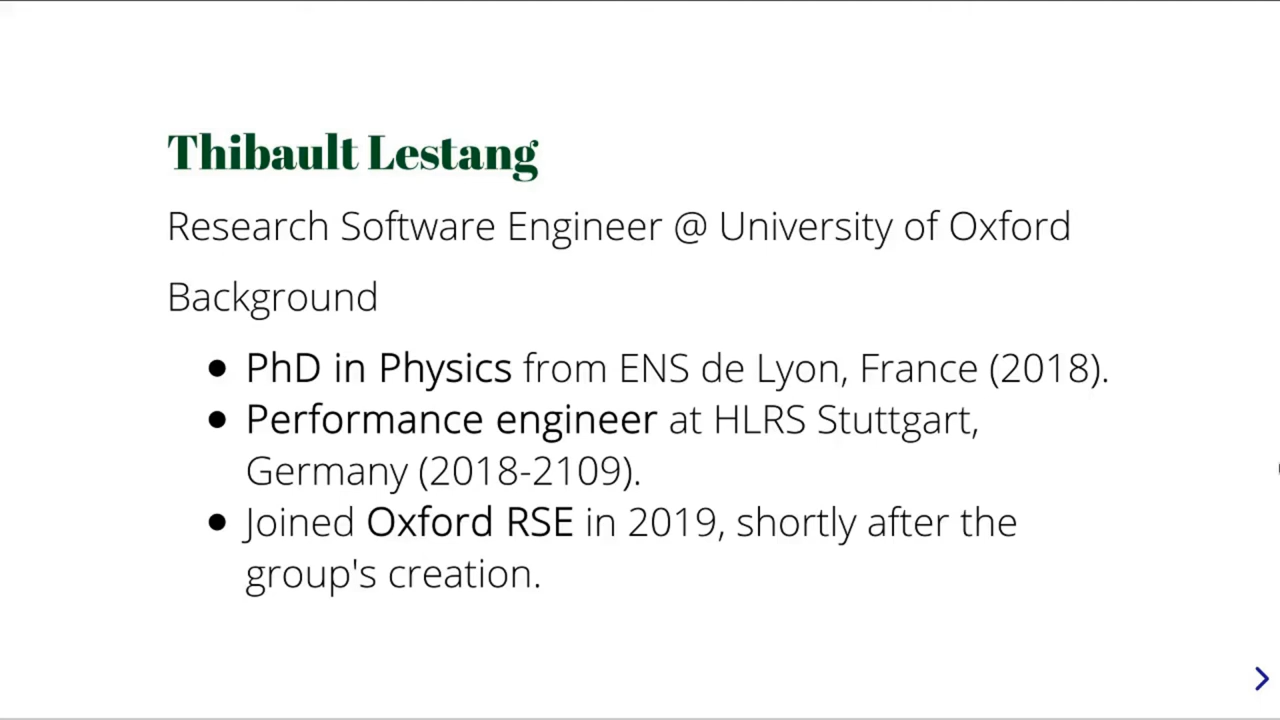 Thibault Lestang
Research Software Engineer @ University of Oxford
Background
PhD in Physics from ENS de Lyon, France (2018).
Performance engineer at HLRS Stuttgart,
Germany (2018-2109).
Joined Oxford RSE in 2019, shortly after the
group's creation.